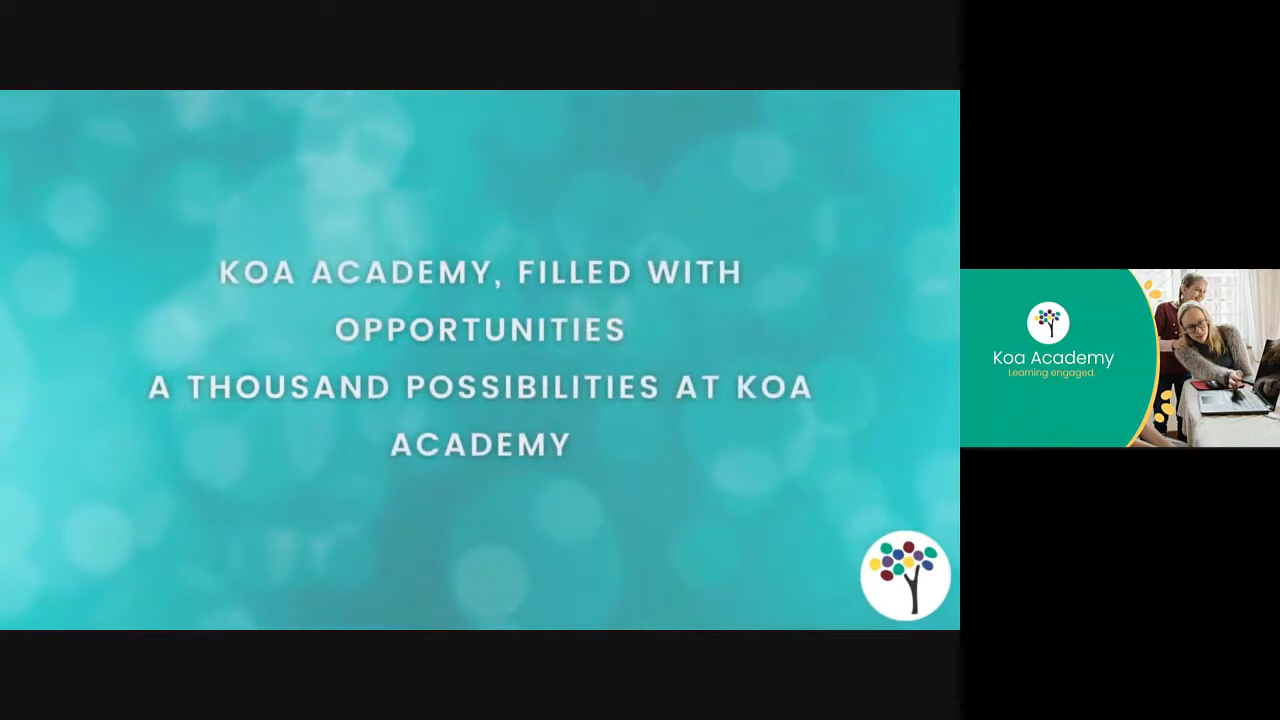 KOA ACADEMY, FILLED WITH
OPPORTUNITIES
A THOUSAND POSSIBILITIES AT KOA
ACADEMY
Koa Academy
Learning engaged.